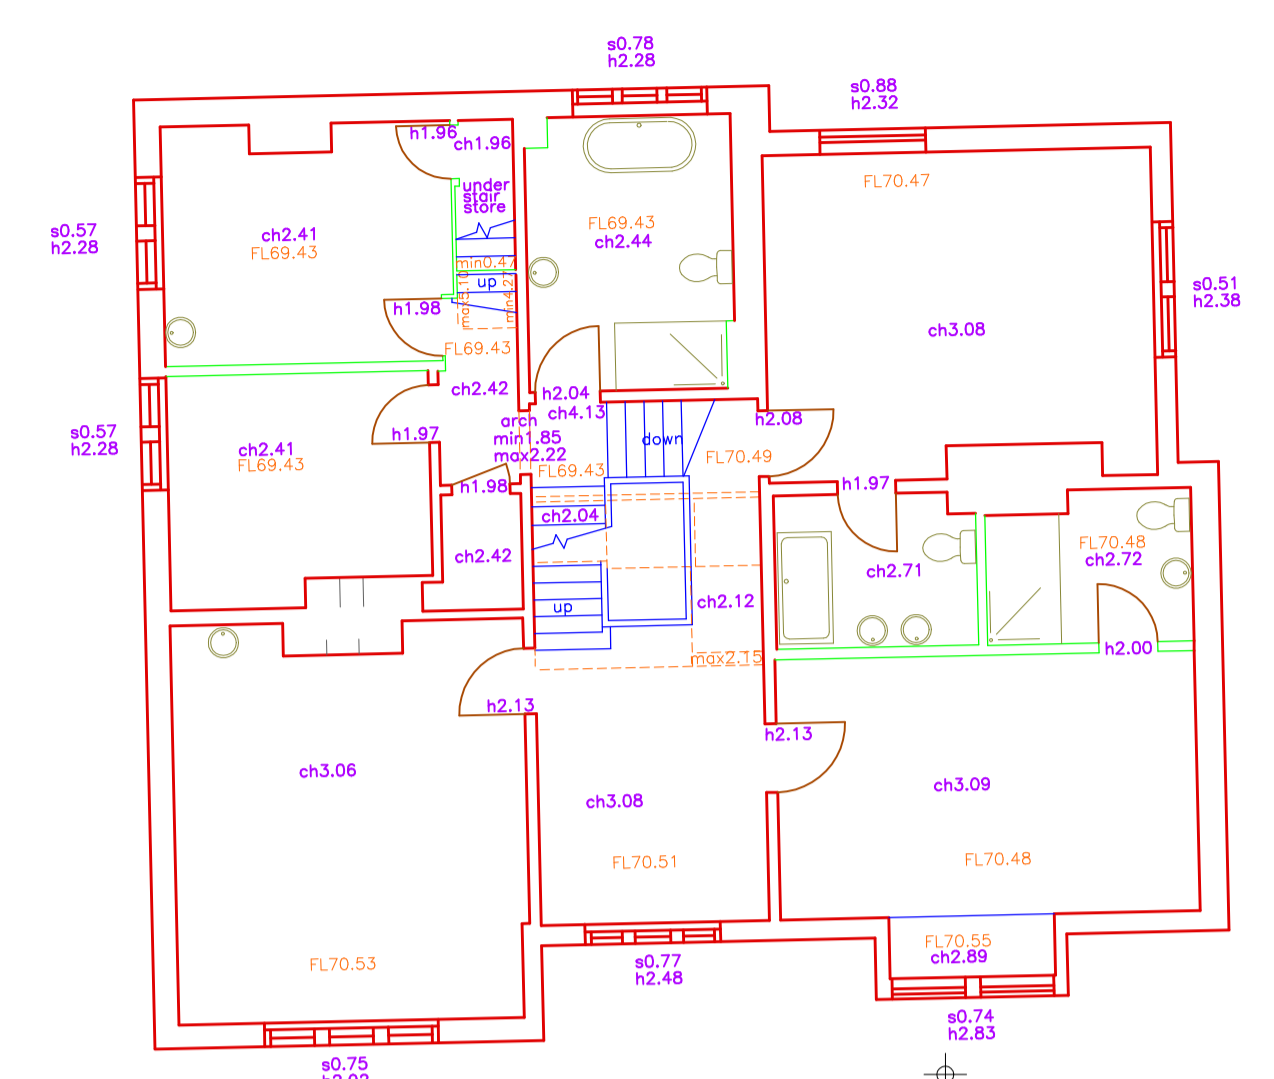 s0.78
h2.28
s0.88
h2.32
h1.96
ch1.96
FL70.47
under
stair
store
s0.57
h2.28
ch2.41
FL69.43
FL69.43
ch2.44
min0.47
up
max5.10
min4.27
s0.51
h2.38
h1.98
ch3.08
FL69.43
ch2.42
h2.04
ch4.13
h2.08
arch
min1.85
max2.22
s0.57
h2.28
h1.97
down
ch2.41
FL69.43
FL69.43
FL70.49
h1.98
h1.97
ch2.04
FL70.48
ch2.72
ch2.42
ch2.71
up
ch2.12
max2.15
h2.00
h2.13
h2.13
ch3.06
ch3.08
ch3.09
FL70.51
FL70.48
FL70.53
FL70.55
ch2.89
s0.77
h2.48
s0.74
h2.83
s0.75